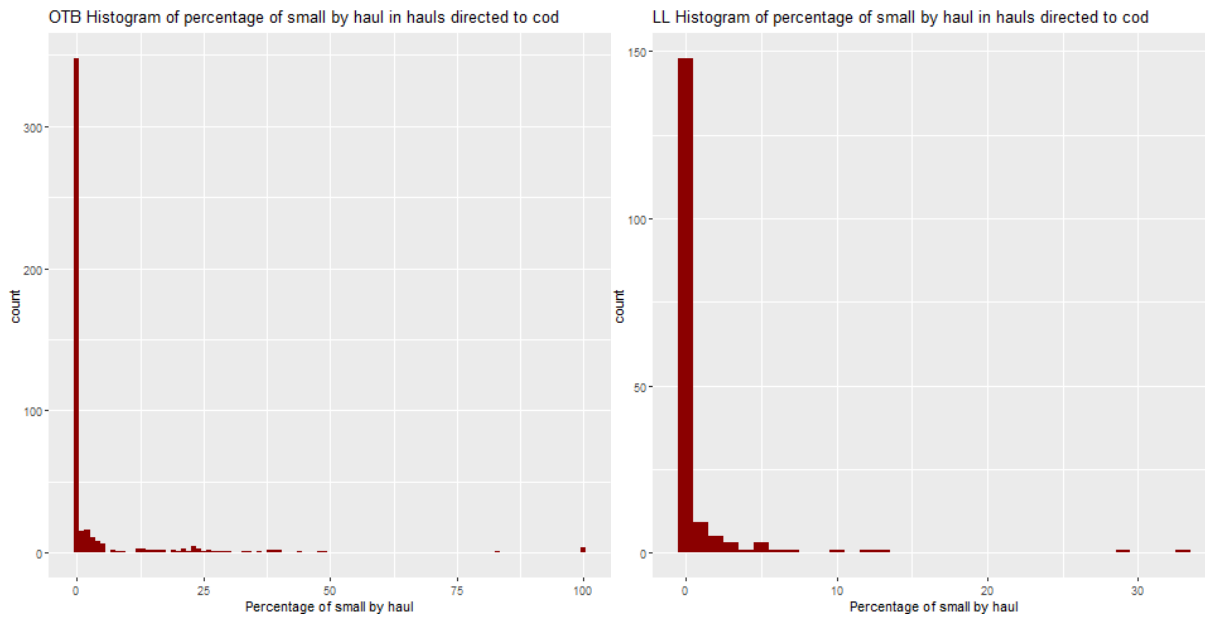 OTB Histogram of percentage of small by haul in hauls directed to cod
300
200
100
0
count
0 25 50 75 100
Percentage of small by haul
LL Histogram of percentage of small by haul in hauls directed to cod
150
100
50
0
count
0 10 20 30
Percentage of small by haul